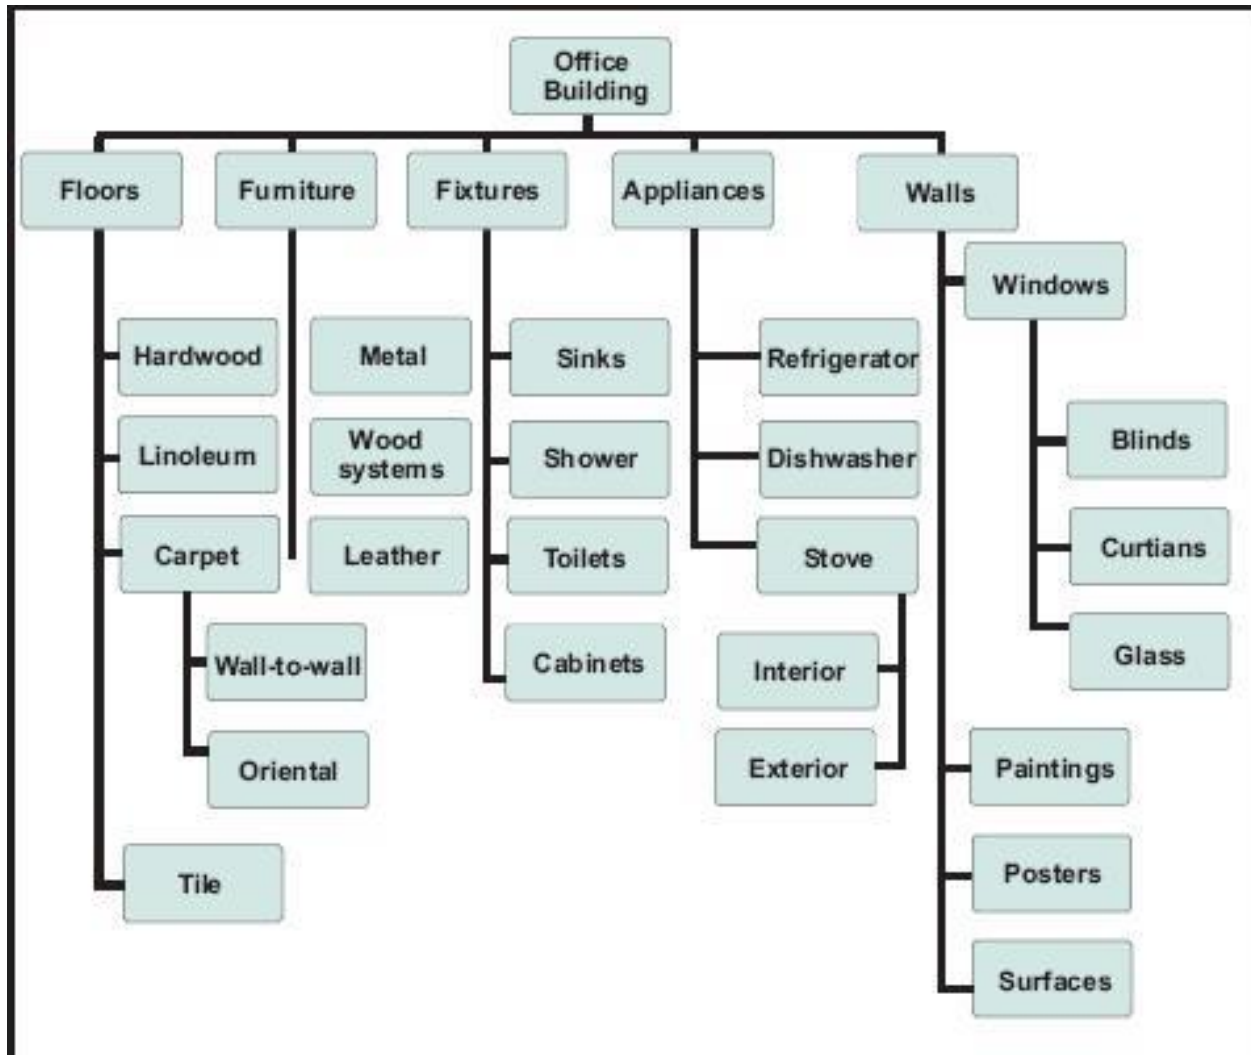 Office
Building
Floors
Furniture
Fixtures
Appliances
Walls
Windows
Hardwood
Metal
Sinks
Refrigerator
Blinds
Linoleum
Wood
systems
Shower
Dishwasher
Curtians
Carpet
Leather
Toilets
Stove
Glass
Wall-to-wall
Cabinets
Interior
Oriental
Exterior
Paintings
Tile
Posters
Surfaces